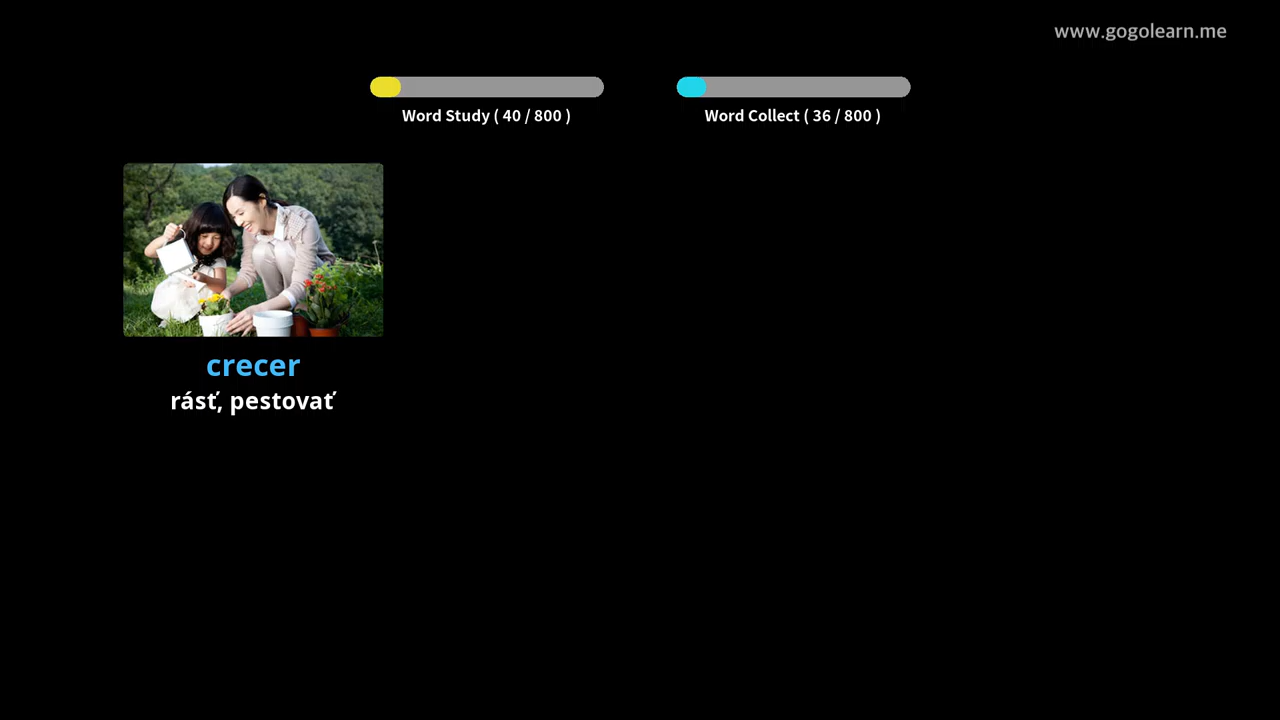 www.gogolearn.me
Word Study ( 40 / 800 )
Word Collect ( 36 / 800 )
crecer
rásť, pestovať